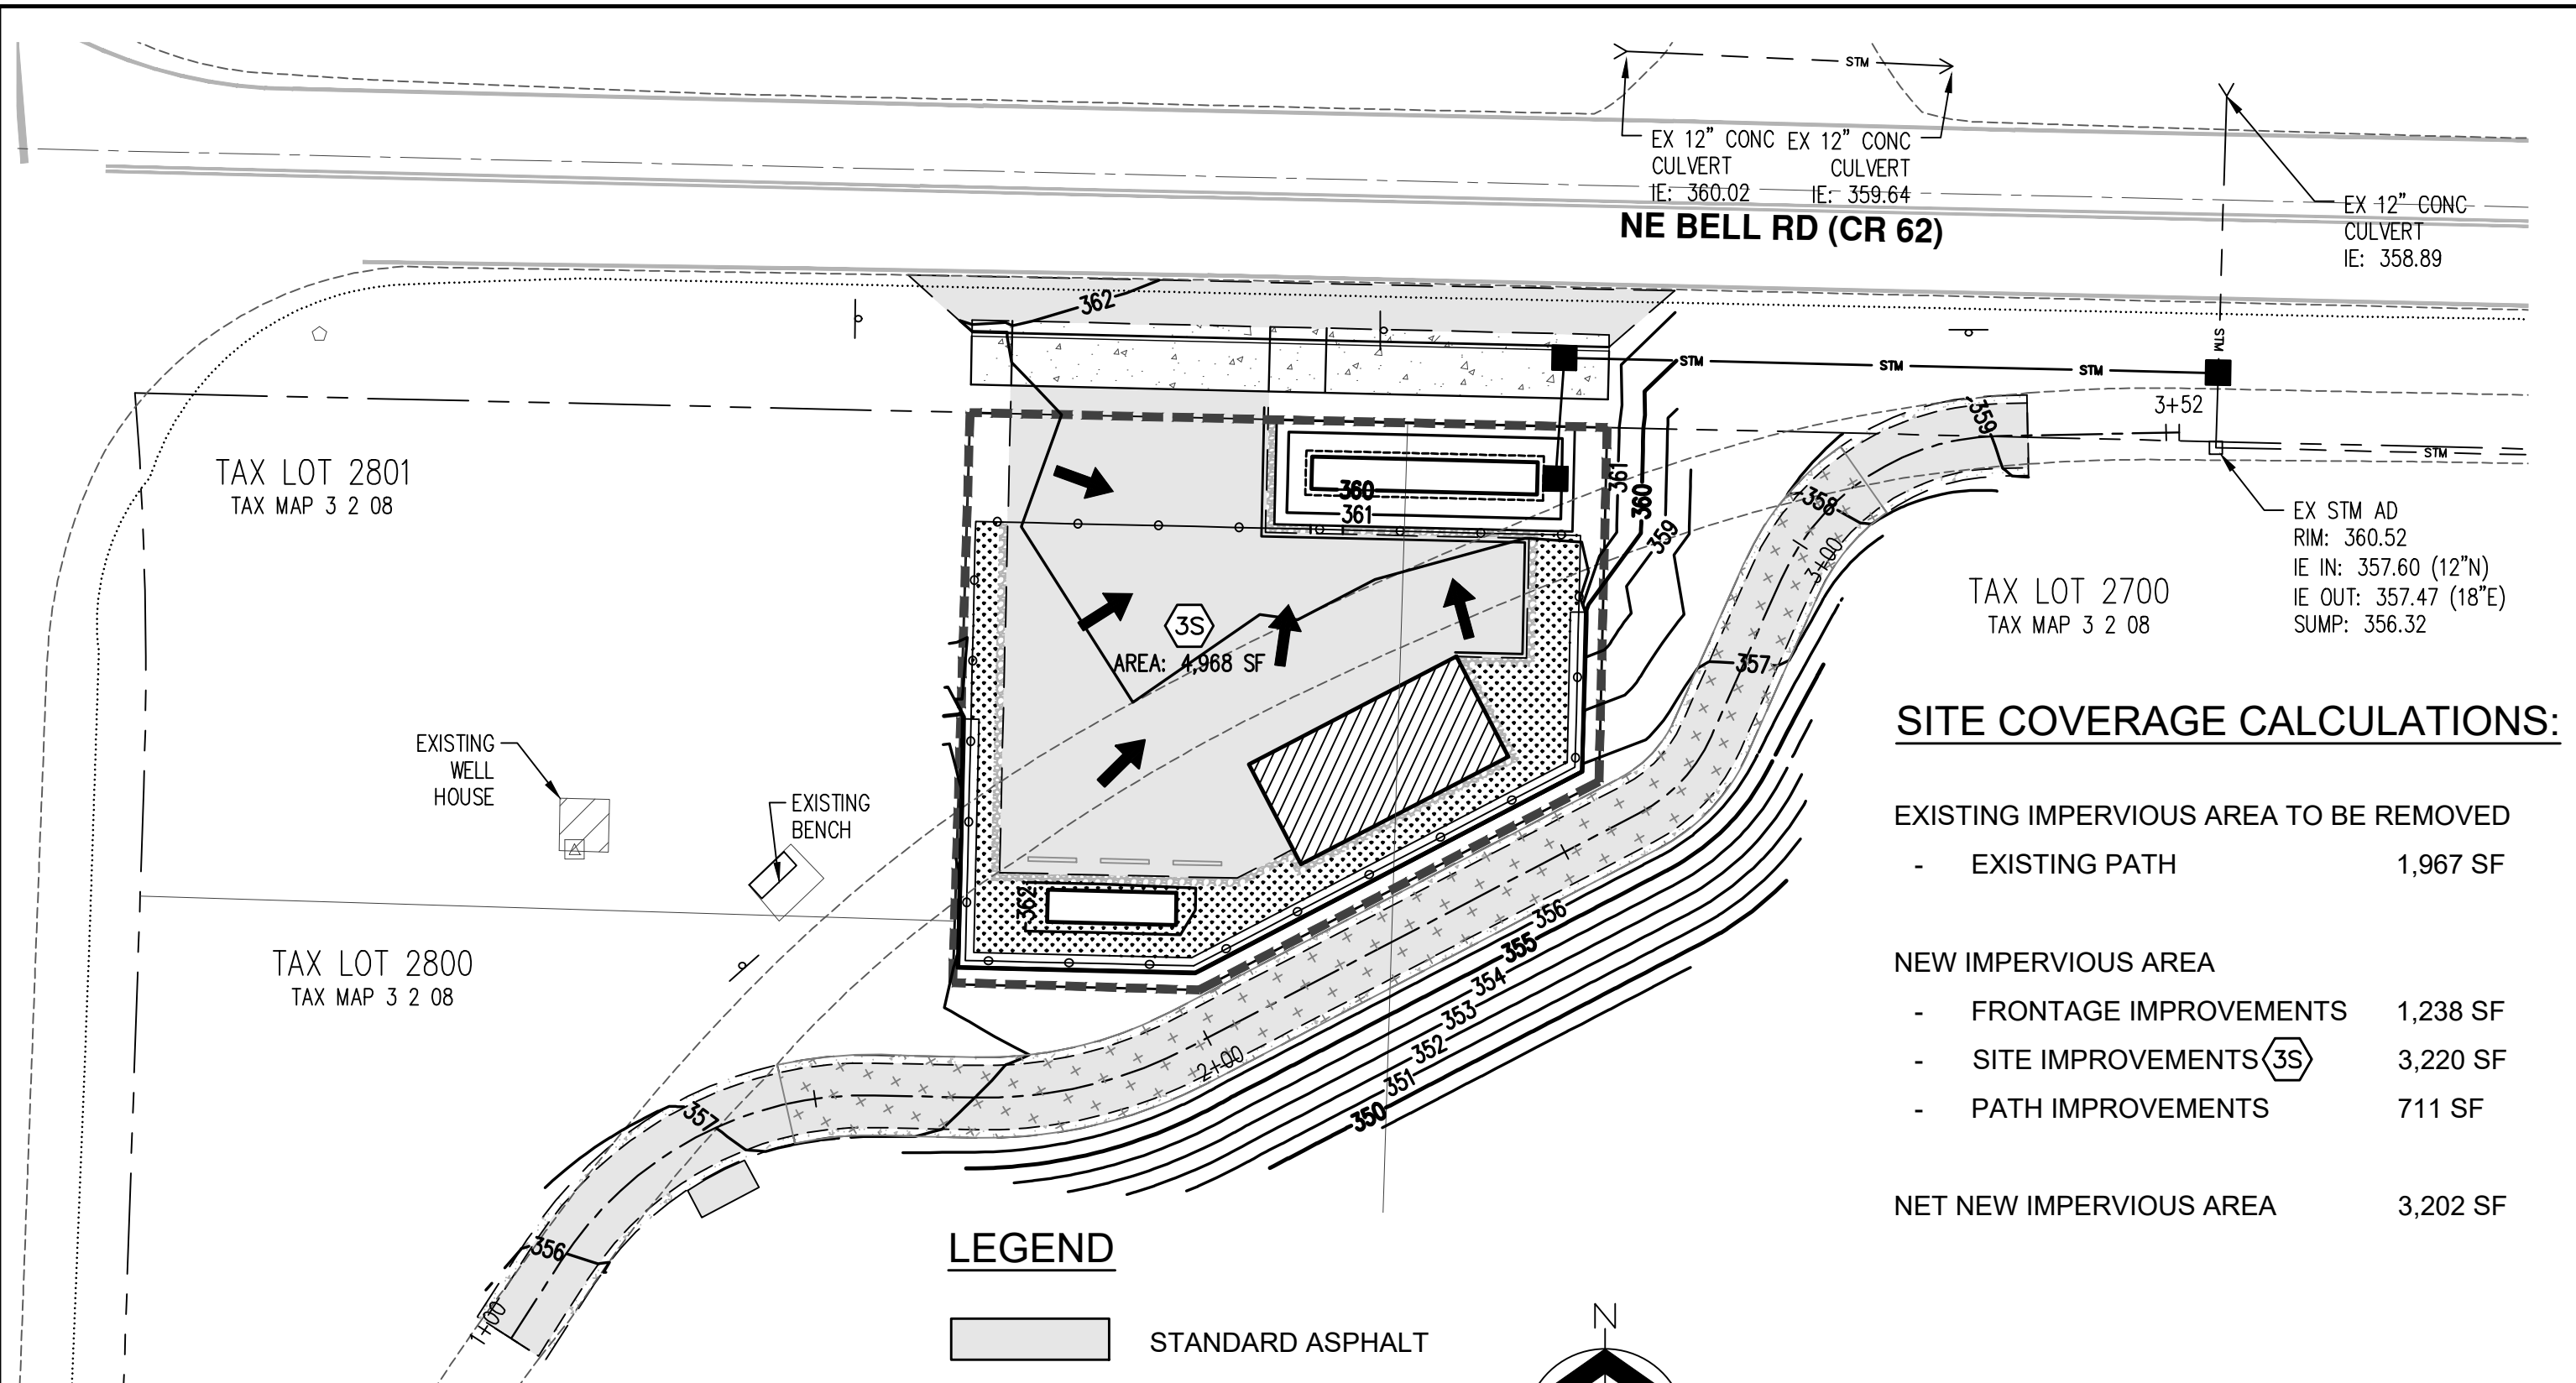 STM
EX 12" CONC
CULVERT
IE: 360.02
EX 12" CONC
CULVERT
IE: 359.64
NE BELL RD (CR 62)
EX 12" CONC
CULVERT
IE: 358.89
STM
362
STM
STM
STM
3+52
STM
359
TAX LOT 2801
TAX MAP 3 2 08
360
361
361
360
359
358
3+00
EX STM AD
RIM: 360.52
IE IN: 357.60 (12"N)
IE OUT: 357.47 (18"E)
SUMP: 356.32
TAX LOT 2700
TAX MAP 3 2 08
3S
AREA: 4,968 SF
357
EXISTING
WELL
HOUSE
EXISTING
BENCH
362
TAX LOT 2800
TAX MAP 3 2 08
356
355
354
353
352
351
350
2+00
357
356
1+00
SITE COVERAGE CALCULATIONS:
EXISTING IMPERVIOUS AREA TO BE REMOVED
- EXISTING PATH 1,967 SF
NEW IMPERVIOUS AREA
- FRONTAGE IMPROVEMENTS 1,238 SF
- SITE IMPROVEMENTS 3S 3,220 SF
- PATH IMPROVEMENTS 711 SF
NET NEW IMPERVIOUS AREA 3,202 SF
LEGEND
STANDARD ASPHALT
N